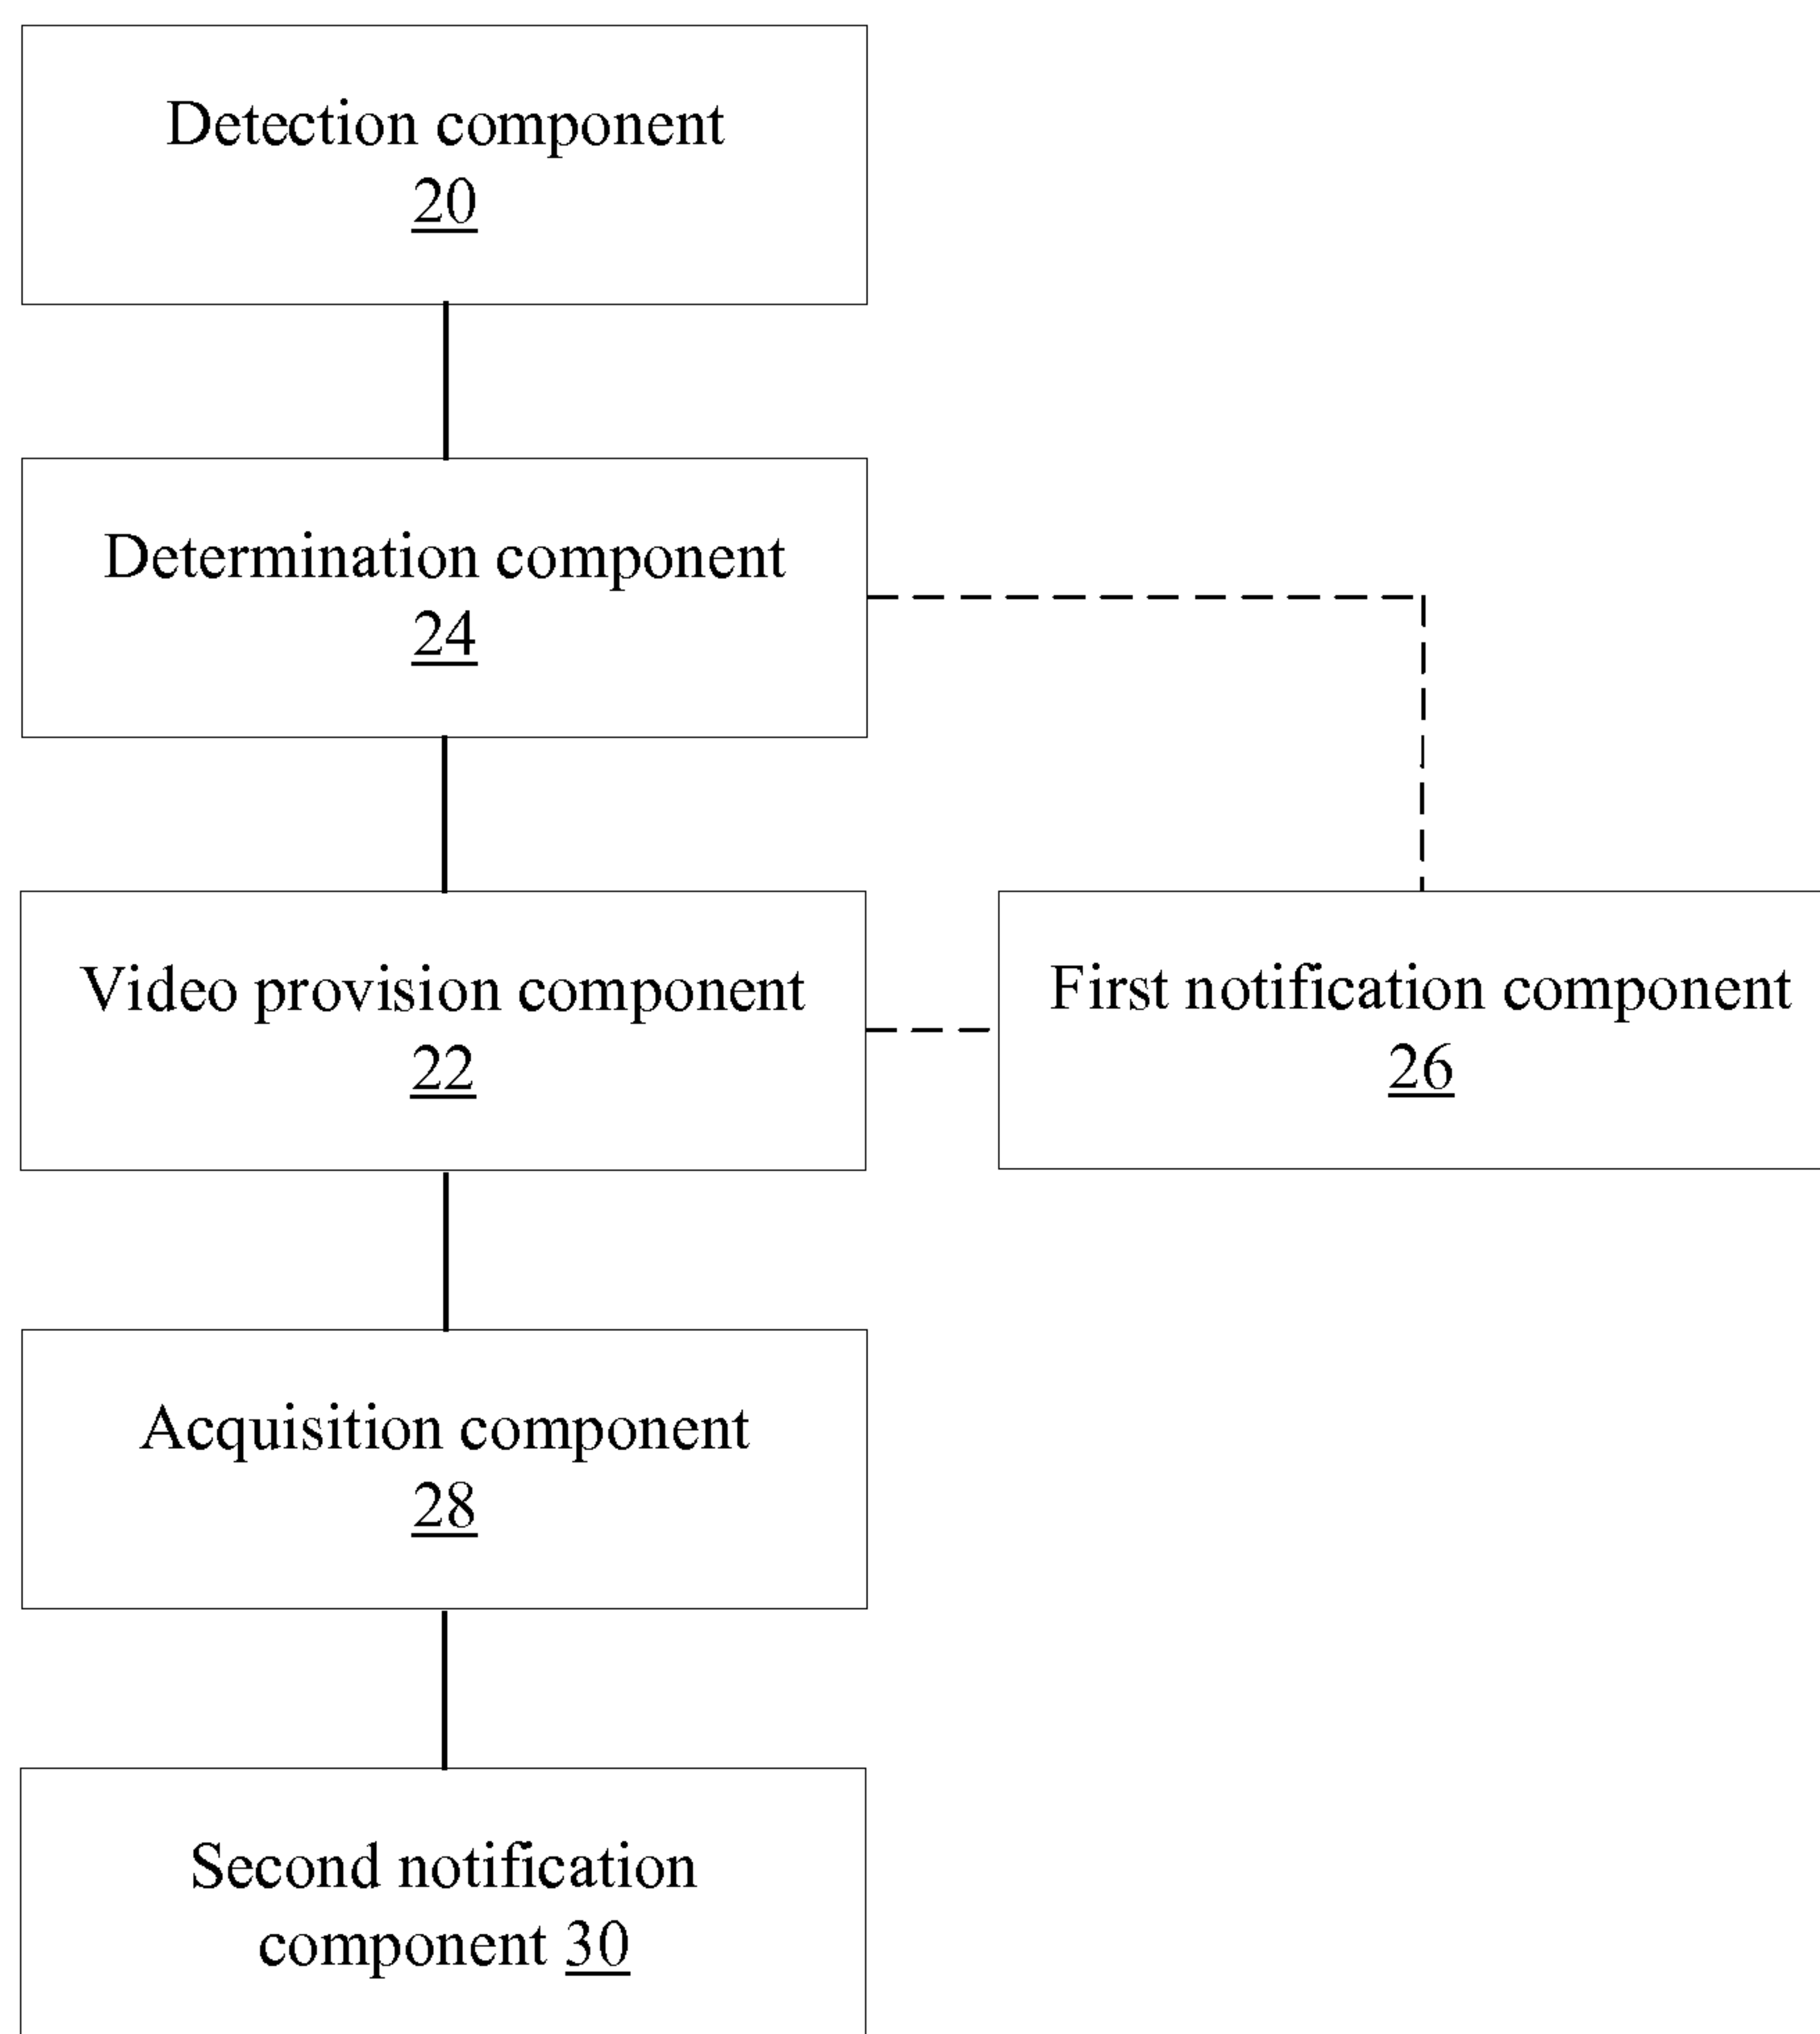 Detection component
20
Determination component
24
Video provision component
22
First notification component
26
Acquisition component
28
Second notification
component 30